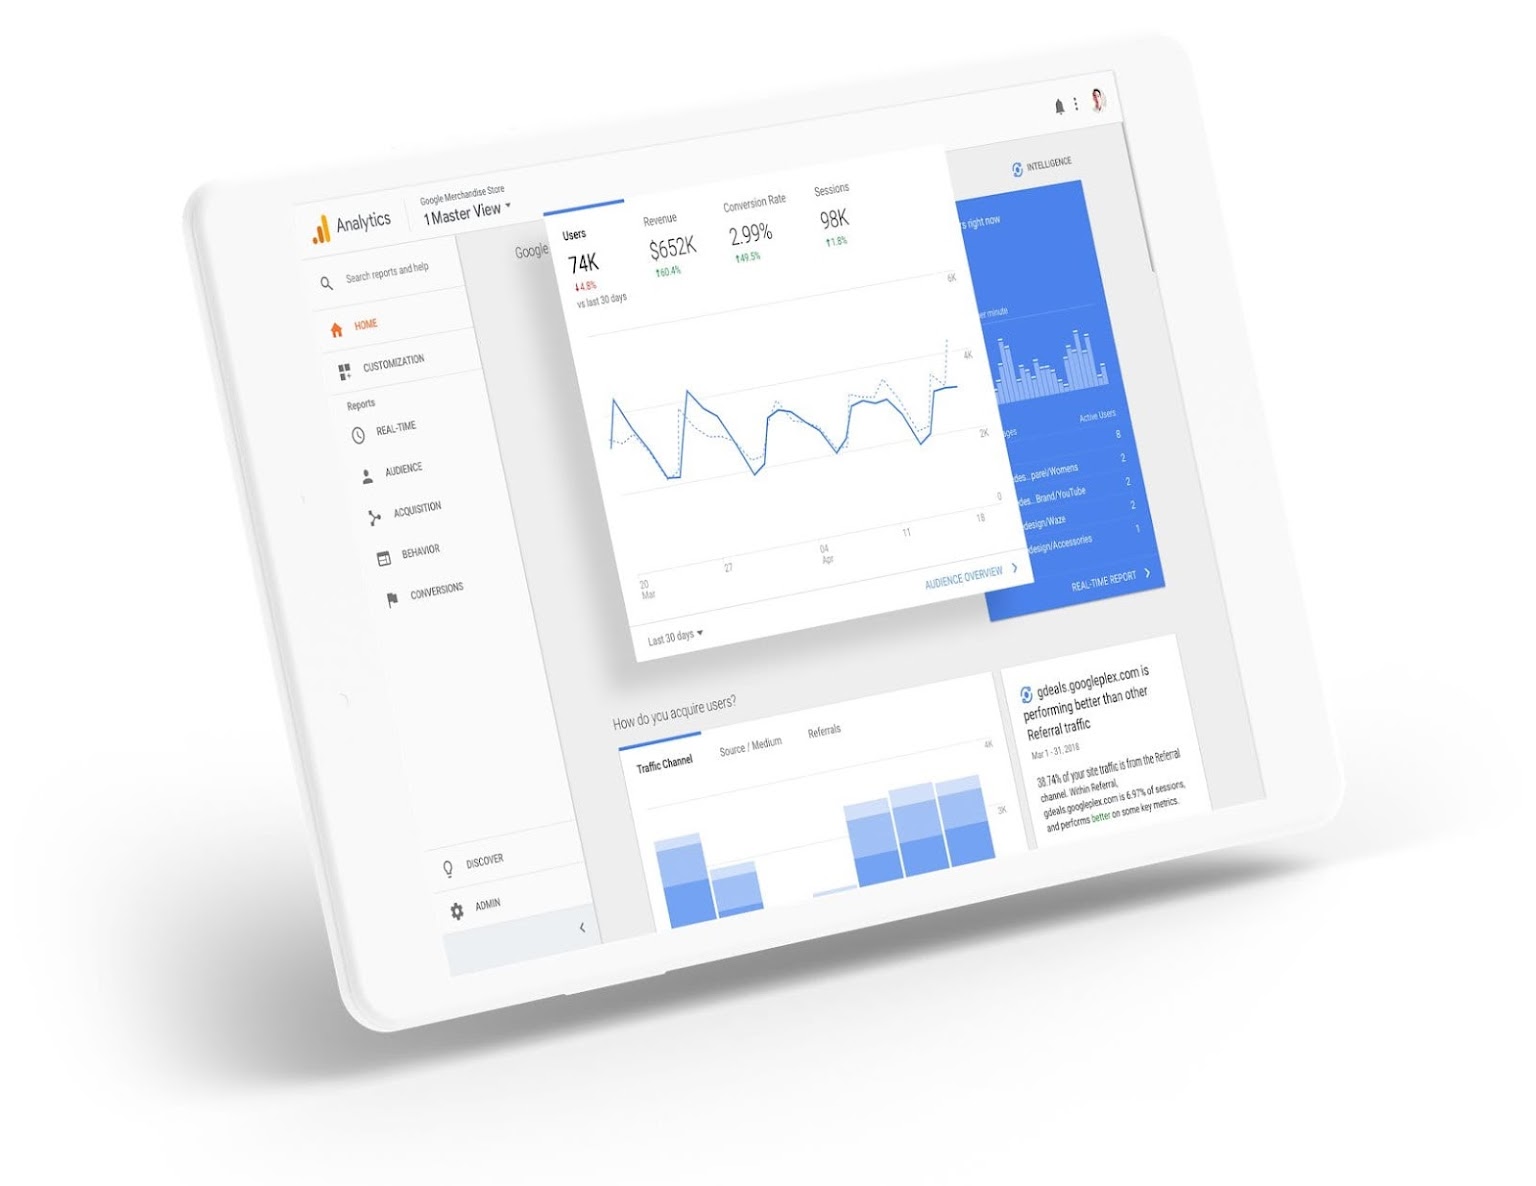 Analytics
Google Merchandise Store
1 Master View
INTELLIGENCE
Search reports and help
HOME
CUSTOMIZATION
Reports
REAL-TIME
AUDIENCE
ACQUISITION
BEHAVIOR
CONVERSIONS
DISCOVER
ADMIN
Google
Users
74K
4.8%
vs last 30 days
Revenue
$652K
60.4%
Conversion Rate
2.99%
49.5%
Sessions
98K
1.8%
6K
4K
2K
0
20
Mar
27
04
Apr
11
18
Last 30 days
AUDIENCE OVERVIEW
s right now
er minute
ges
Active Users
8
des...parel/Womens 2
des...Brand/YouTube 2
design/Waze 2
design/Accessories 1
REAL-TIME REPORT
How do you acquire users?
Traffic Channel
Source / Medium
Referrals
4K
3K
gdeals.googleplex.com is
performing better than other
Referral traffic
Mar 1 - 31, 2018
38.74% of your site traffic is from the Referral
channel. Within Referral,
gdeals.googleplex.com is 6.97% of sessions,
and performs better on some key metrics.